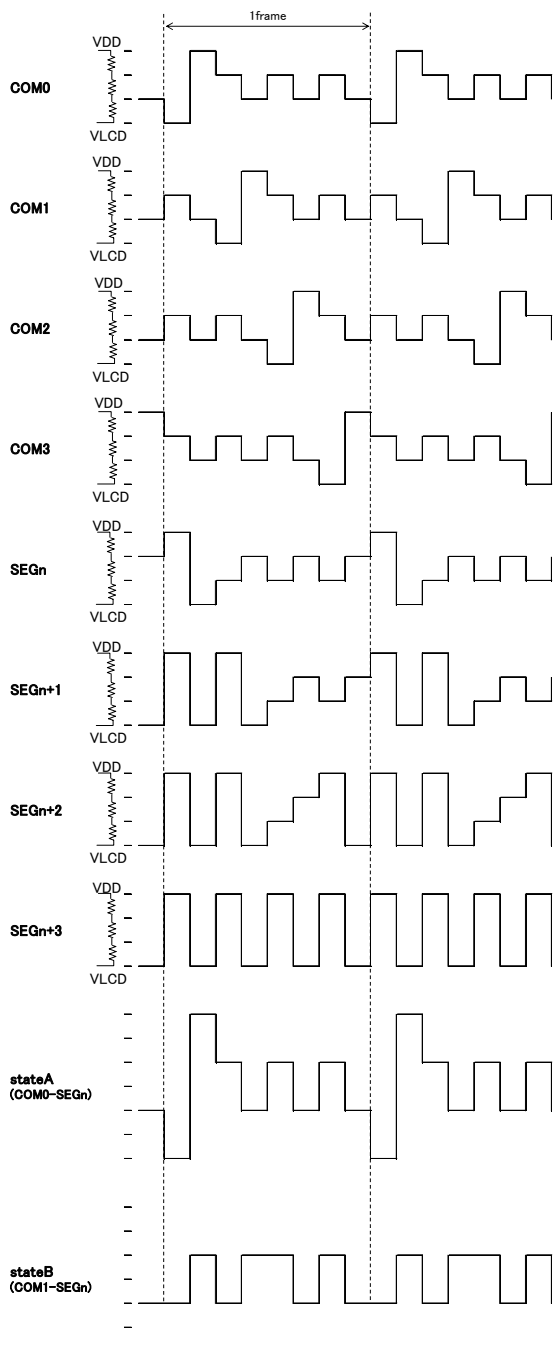 1frame
VDD
COM0
VLCD
VDD
COM1
VLCD
VDD
COM2
VLCD
VDD
COM3
VLCD
VDD
SEGn
VLCD
VDD
SEGn+1
VLCD
VDD
SEGn+2
VLCD
VDD
SEGn+3
VLCD
stateA
(COM0-SEGn)
stateB
(COM1-SEGn)